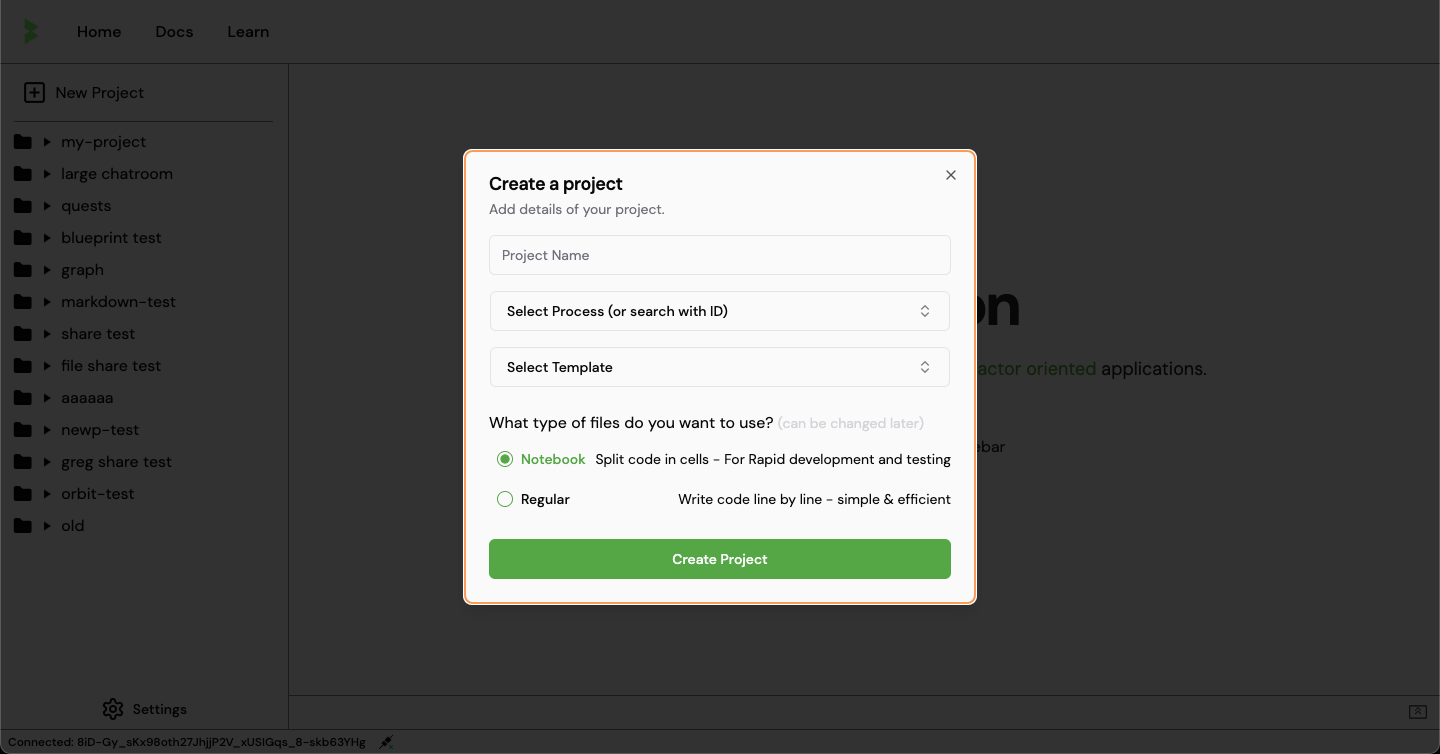 Home Docs Learn
New Project
my-project
large chatroom
quests
blueprint test
graph
markdown-test
share test
file share test
aaaaaa
newp-test
greg share test
orbit-test
old
Settings
Create a project
Add details of your project.
Project Name
Select Process (or search with ID)
Select Template
What type of files do you want to use? (can be changed later)
Notebook Split code in cells - For Rapid development and testing
Regular Write code line by line - simple & efficient
Create Project
on
actor oriented applications.
bar
Connected: 8iD-Gy_sKx98oth27JhjjP2V_xUSIGqs_8-skb63YHg